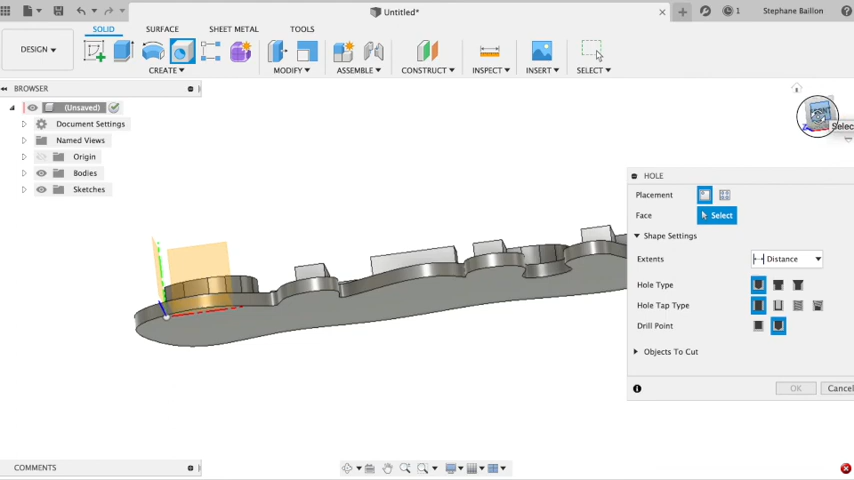 Untitled*
1
Stephane Baillon
DESIGN
SOLID
SURFACE
SHEET METAL
TOOLS
CREATE
MODIFY
ASSEMBLE
CONSTRUCT
INSPECT
INSERT
SELECT
BROWSER
(Unsaved)
Document Settings
Named Views
Origin
Bodies
Sketches
Selec
HOLE
Placement
Face
Select
Shape Settings
Extents
Distance
Hole Type
Hole Tap Type
Drill Point
Objects To Cut
OK
Cancel
COMMENTS